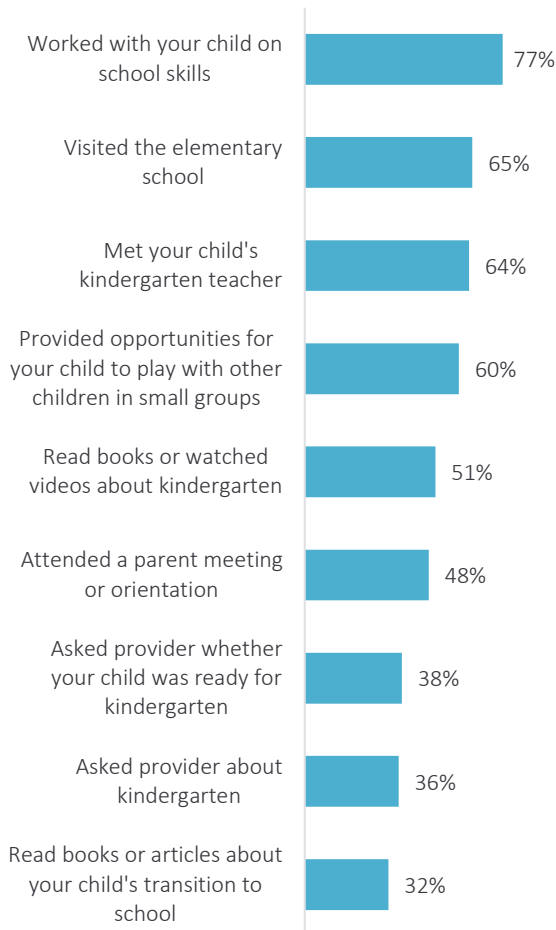 Worked with your child on
school skills
77%
Visited the elementary
school
65%
Met your child's
kindergarten teacher
64%
Provided opportunities for
your child to play with other
children in small groups
60%
Read books or watched
videos about kindergarten
51%
Attended a parent meeting
or orientation
48%
Asked provider whether
your child was ready for
kindergarten
38%
Asked provider about
kindergarten
36%
Read books or articles about
your child's transition to
school
32%